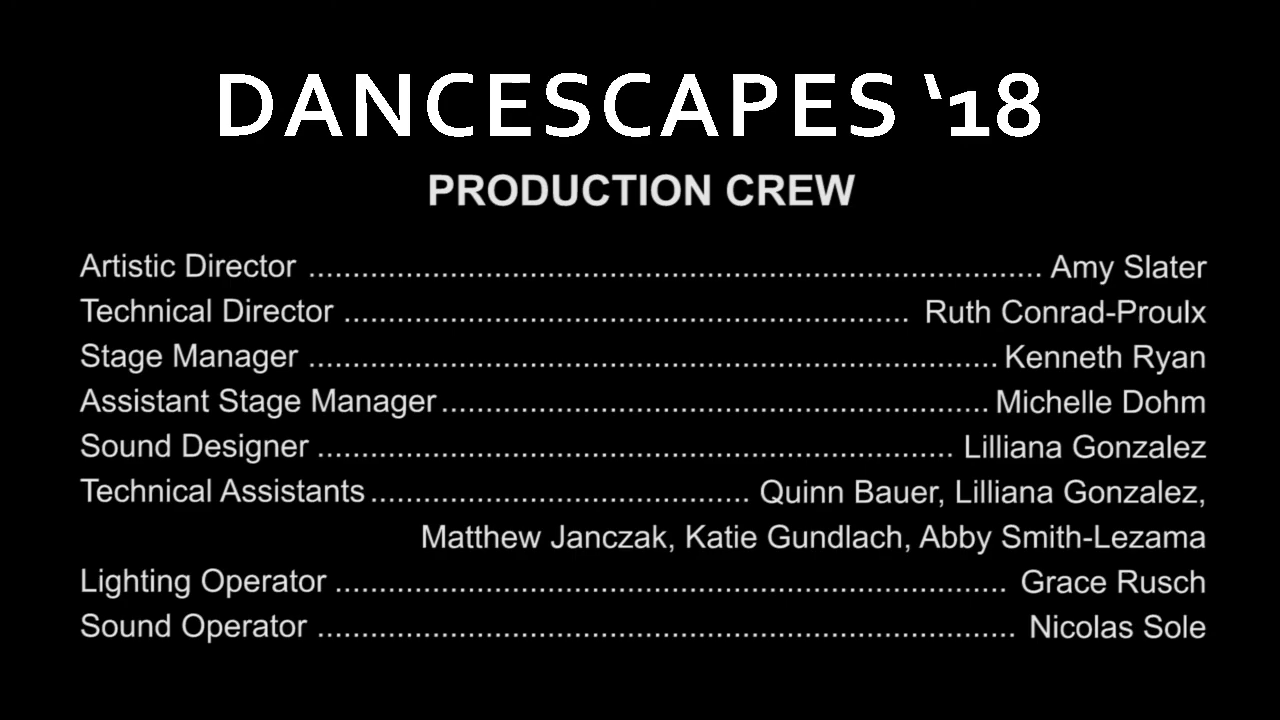 DANCESCAPES ‘18
PRODUCTION CREW
Artistic Director ................................................................................... Amy Slater
Technical Director ................................................................ Ruth Conrad-Proulx
Stage Manager .............................................................................. Kenneth Ryan
Assistant Stage Manager .............................................................. Michelle Dohm
Sound Designer ........................................................................ Lilliana Gonzalez
Technical Assistants ........................................... Quinn Bauer, Lilliana Gonzalez,
Matthew Janczak, Katie Gundlach, Abby Smith-Lezama
Lighting Operator ............................................................................ Grace Rusch
Sound Operator ............................................................................... Nicolas Sole